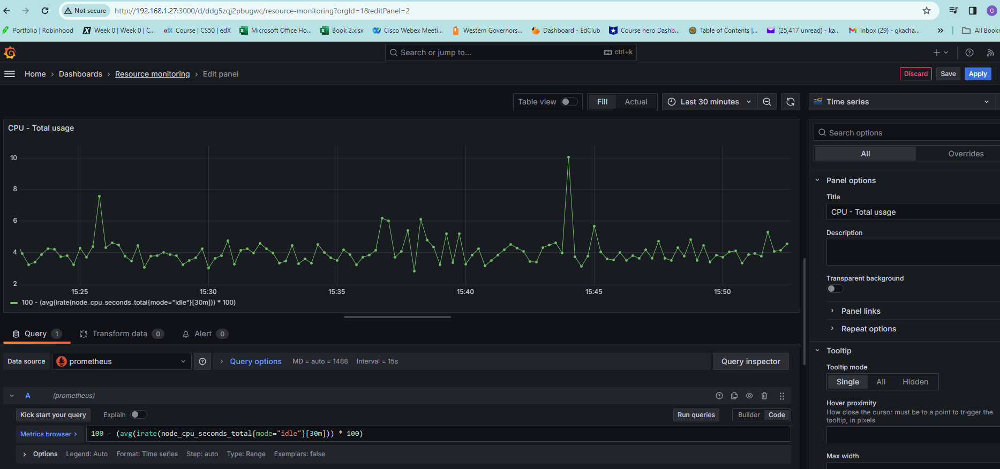 Not secure http://192.168.1.27:3000/d/ddg5zqj2pbugwc/resource-monitoring?orgId=1&editPanel=2 G
Portfolio | Robinhood Week 0 | Week 0 | C... edX Course | CS50 | edX Microsoft Office Ho... Book 2.xlsx Cisco Webex Meeti... Western Governors... Dashboard - EdClub Course hero Dashb... Table of Contents |... (25,417 unread) - ka... Inbox (29) - gkacha... » All Bookr
Search or jump to... ctrl+k
Home › Dashboards › Resource monitoring › Edit panel Discard Save Apply
Table view Fill Actual Last 30 minutes Time series
CPU - Total usage
Search options
All Overrides
10
8
6
4
2
15:25 15:30 15:35 15:40 15:45 15:50
100 - (avg(irate(node_cpu_seconds_total{mode="idle"}[30m])) * 100)
Panel options
Title
CPU - Total usage
Description
Transparent background
Panel links
Repeat options
Query 1 Transform data 0 Alert 0
Data source prometheus Query options MD = auto = 1488 Interval = 15s Query inspector
A (prometheus)
Kick start your query Explain Run queries Builder Code
Metrics browser > 100 - (avg(irate(node_cpu_seconds_total{mode="idle"}[30m])) * 100)
Options Legend: Auto Format: Time series Step: auto Type: Range Exemplars: false
Tooltip
Tooltip mode
Single All Hidden
Hover proximity
How close the cursor must be to a point to trigger the
tooltip, in pixels
Max width